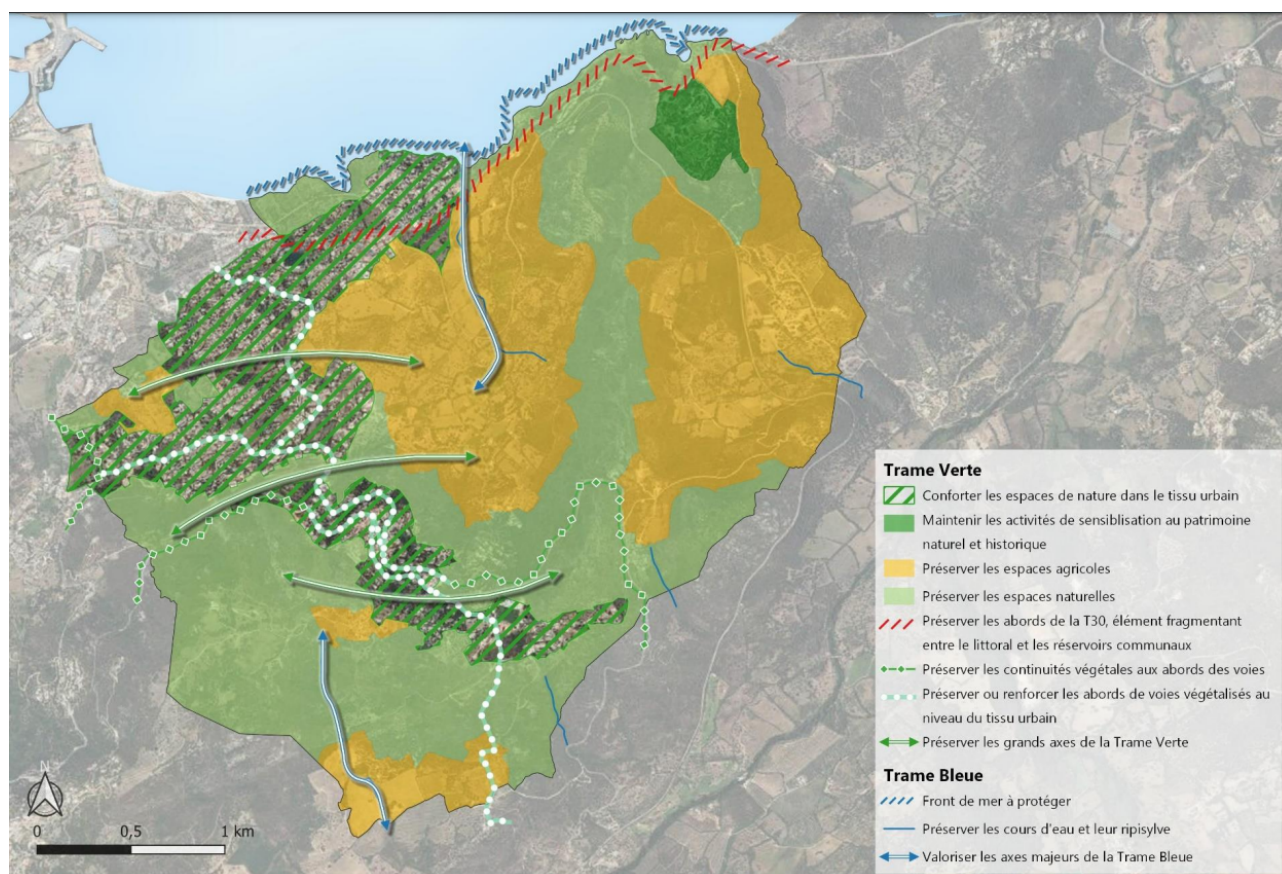 Trame Verte
Conforter les espaces de nature dans le tissu urbain
Maintenir les activités de sensiblisation au patrimoine
naturel et historique
Préserver les espaces agricoles
Préserver les espaces naturelles
Préserver les abords de la T30, élément fragmentant
entre le littoral et les réservoirs communaux
Préserver les continuités végétales aux abords des voies
Préserver ou renforcer les abords de voies végétalisés au
niveau du tissu urbain
Préserver les grands axes de la Trame Verte
Trame Bleue
Front de mer à protéger
Préserver les cours d'eau et leur ripisylve
Valoriser les axes majeurs de la Trame Bleue
N
0 0,5 1 km